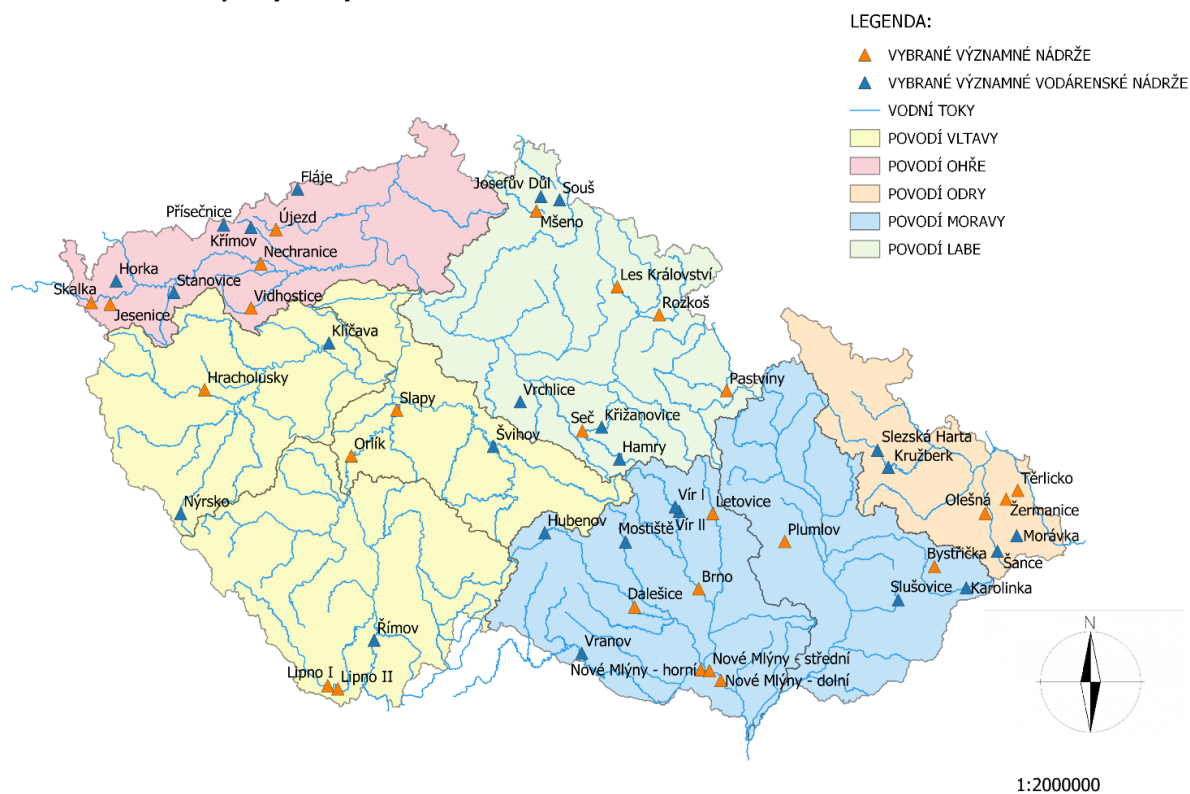 LEGENDA:
VYBRANÉ VÝZNAMNÉ NÁDRŽE
VYBRANÉ VÝZNAMNÉ VODÁRENSKÉ NÁDRŽE
VODNÍ TOKY
POVODÍ VLTAVY
POVODÍ OHŘE
POVODÍ ODRY
POVODÍ MORAVY
POVODÍ LABE
Fláje
Josefův Důl
Souš
Přísečnice
Újezd
Mšeno
Křímov
Nechranice
Horka
Stanovice
Les Království
Skalka
Jesenice
Vidhostice
Rozkoš
Klíčava
Hracholusky
Pastviny
Slapy
Vrchlice
Seč
Křižanovice
Orlík
Švihov
Hamry
Slezská Harta
Kružberk
Těrlicko
Nýrsko
Vír I
Letovice
Olešná
Žermanice
Hubenov
Mostiště
Vír II
Plumlov
Morávka
Bystřička
Šance
Brno
Dalešice
Slušovice
Karolinka
Římov
Vranov
Nové Mlýny - střední
Nové Mlýny - horní
Nové Mlýny - dolní
Lipno I
Lipno II
N
1:2000000